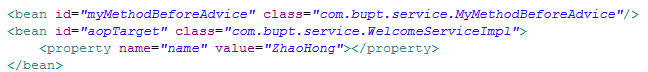 <bean id="myMethodBeforeAdvice" class="com.bupt.service.MyMethodBeforeAdvice"/>
<bean id="aopTarget" class="com.bupt.service.WelcomeServiceImpl">
    <property name="name" value="ZhaoHong"></property>
</bean>